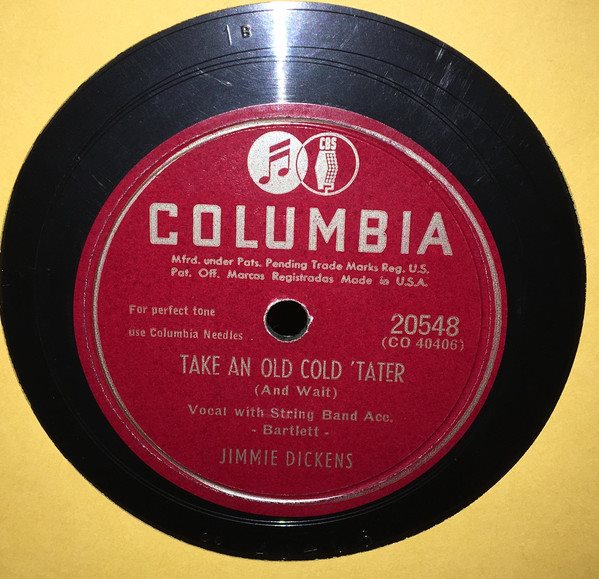 B
CBS
COLUMBIA
Mfrd. under Pats. Pending Trade Marks Reg. U.S.
Pat. Off. Marcas Registradas Made in U.S.A.
For perfect tone
use Columbia Needles
20548
(CO 40406)
TAKE AN OLD COLD 'TATER
(And Wait)
Vocal with String Band Acc.
- Bartlett -
JIMMIE DICKENS